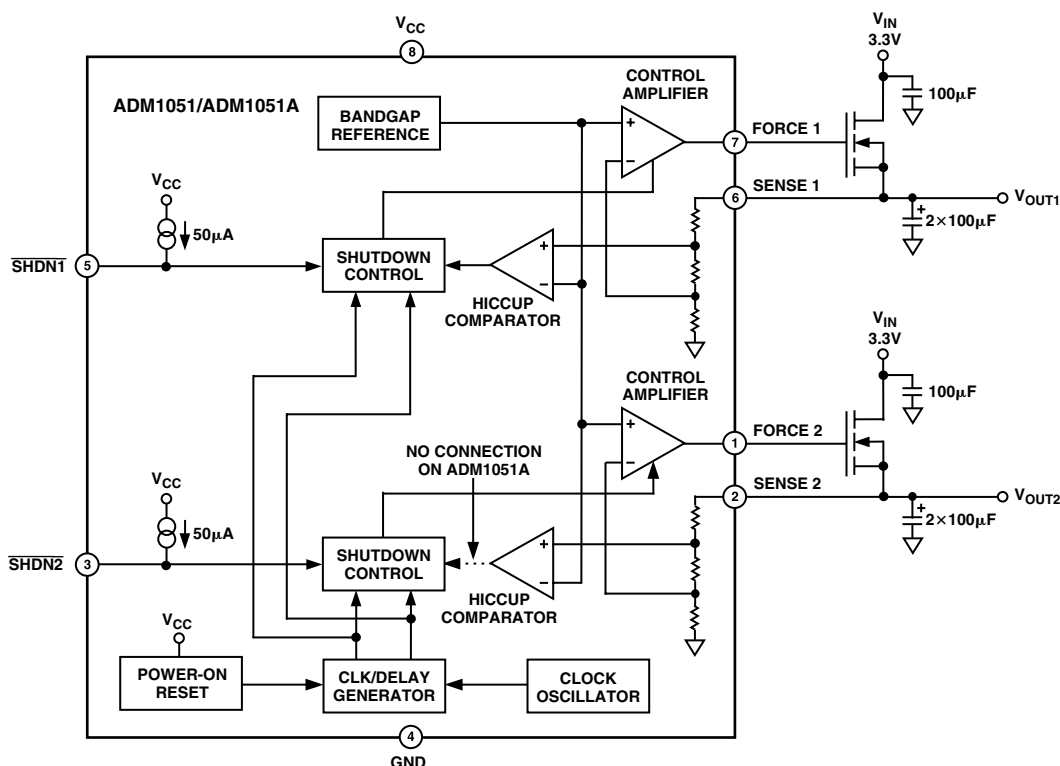 VCC
8
ADM1051/ADM1051A
BANDGAP
REFERENCE
CONTROL
AMPLIFIER
+
−
7
FORCE 1
VIN
3.3V
100µF
6
SENSE 1
VOUT1
+
2×100µF
VCC
50µA
SHDN1
5
SHUTDOWN
CONTROL
+
−
HICCUP
COMPARATOR
VIN
3.3V
100µF
CONTROL
AMPLIFIER
+
−
1
FORCE 2
NO CONNECTION
ON ADM1051A
2
SENSE 2
VOUT2
+
2×100µF
VCC
50µA
SHDN2
3
SHUTDOWN
CONTROL
+
−
HICCUP
COMPARATOR
VCC
POWER-ON
RESET
CLK/DELAY
GENERATOR
CLOCK
OSCILLATOR
4
GND